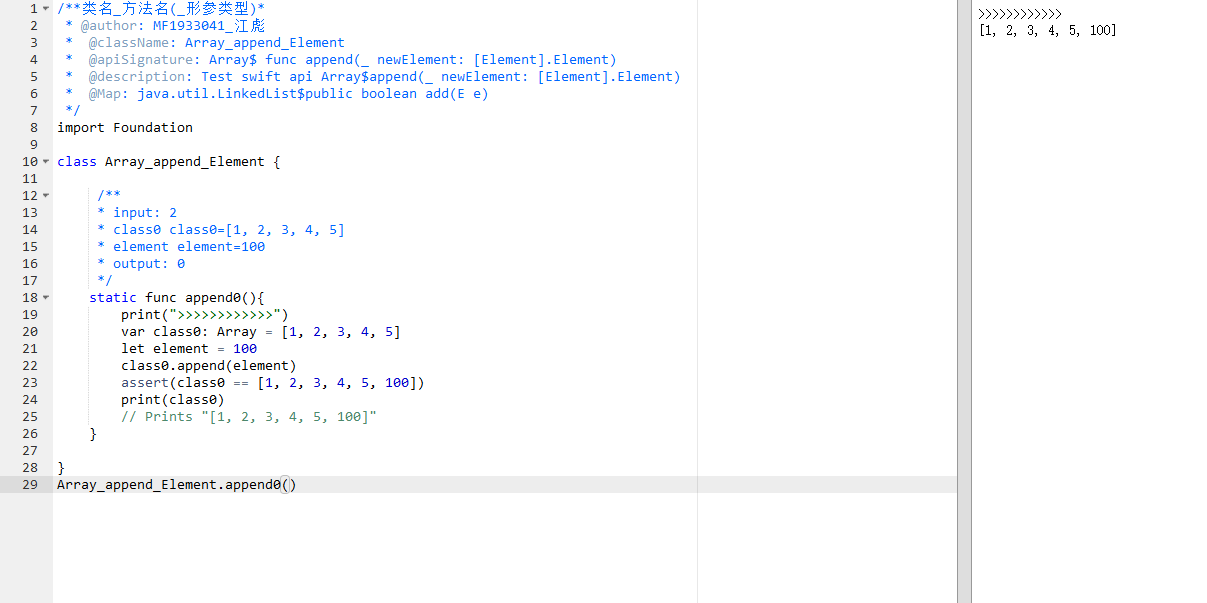 1 /**类名_方法名(_形参类型)*
2 * @author: MF1933041_江彪
3 * @className: Array_append_Element
4 * @apiSignature: Array$ func append(_ newElement: [Element].Element)
5 * @description: Test swift api Array$append(_ newElement: [Element].Element)
6 * @Map: java.util.LinkedList$public boolean add(E e)
7 */
8 import Foundation
9
10 class Array_append_Element {
11
12 /**
13 * input: 2
14 * class0 class0=[1, 2, 3, 4, 5]
15 * element element=100
16 * output: 0
17 */
18 static func append0(){
19 print(">>>>>>>>>>>>")
20 var class0: Array = [1, 2, 3, 4, 5]
21 let element = 100
22 class0.append(element)
23 assert(class0 == [1, 2, 3, 4, 5, 100])
24 print(class0)
25 // Prints "[1, 2, 3, 4, 5, 100]"
26 }
27
28 }
29 Array_append_Element.append0()
>>>>>>>>>>>>
[1, 2, 3, 4, 5, 100]